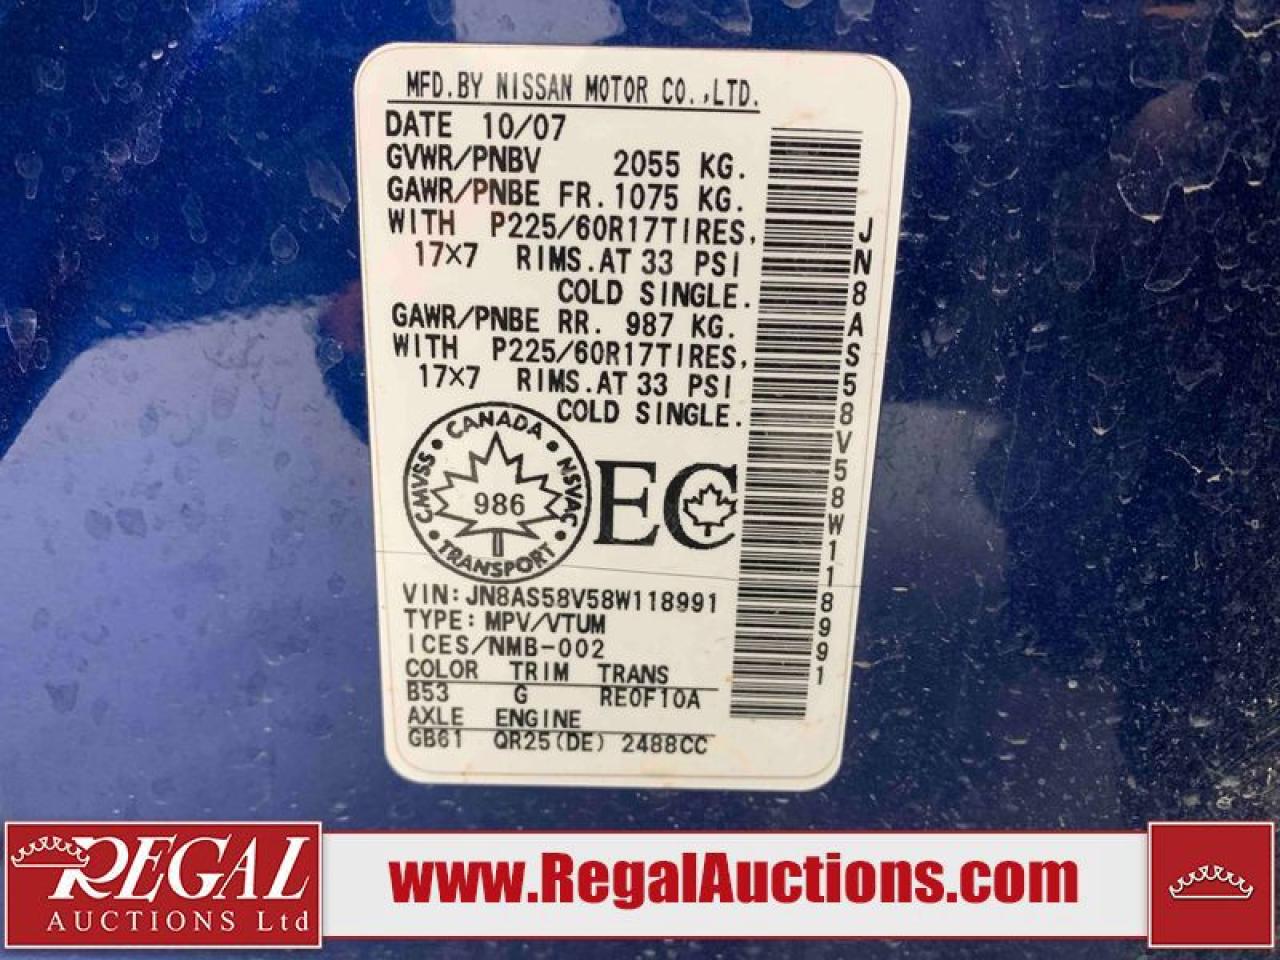 MFD.BY NISSAN MOTOR CO.,LTD.
DATE 10/07
GVWR/PNBV 2055 KG.
GAWR/PNBE FR. 1075 KG.
WITH P225/60R17TIRES,
17×7 RIMS.AT 33 PSI
COLD SINGLE.
GAWR/PNBE RR. 987 KG.
WITH P225/60R17TIRES,
17×7 RIMS.AT 33 PSI
COLD SINGLE.
CANADA
CMVSS • NSVAC
986
TRANSPORT
EC
VIN: JN8AS58V58W118991
TYPE: MPV/VTUM
ICES/NMB-002
COLOR TRIM TRANS
B53 G RE0F10A
AXLE ENGINE
GB61 QR25(DE) 2488CC
JN8AS58V58W118991
REGAL
AUCTIONS Ltd
www.RegalAuctions.com